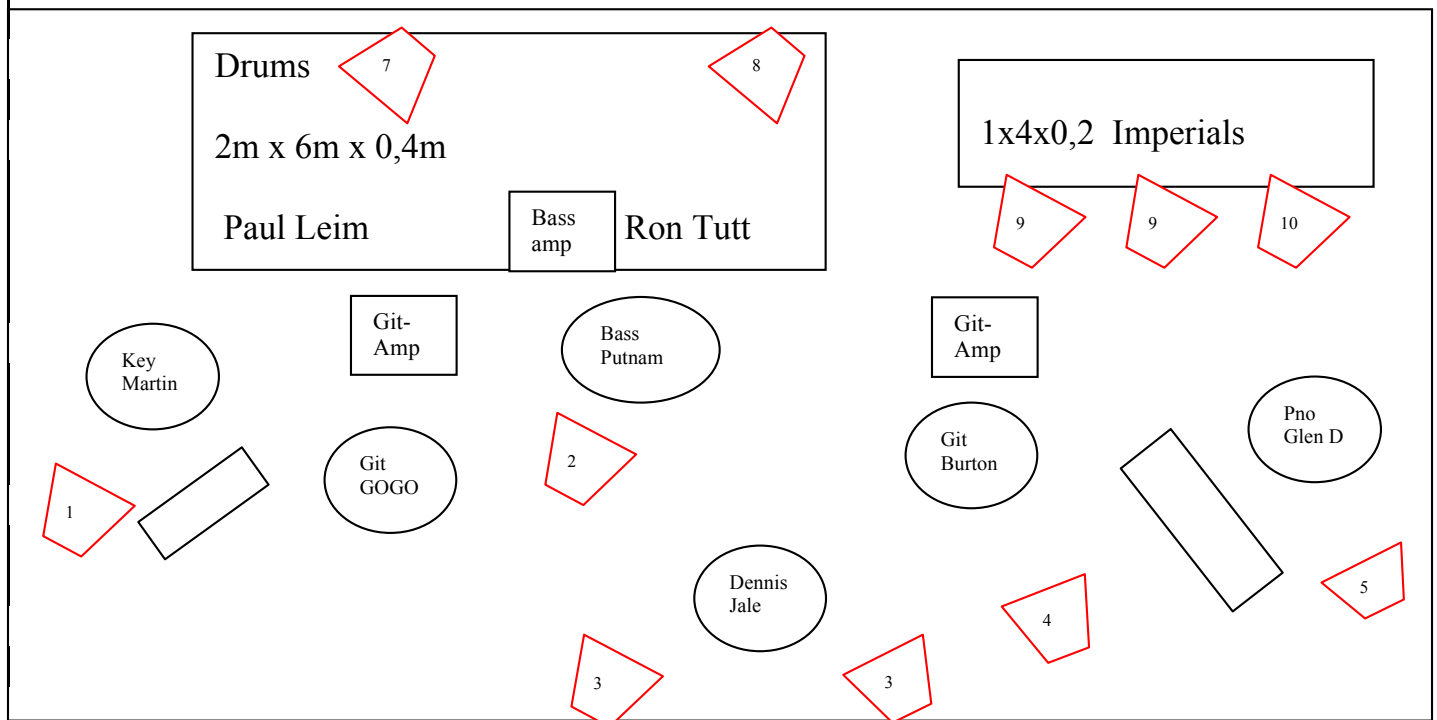 Drums
7
8
2m x 6m x 0,4m
1x4x0,2 Imperials
Paul Leim
Bass
amp
Ron Tutt
9
9
10
Git-
Amp
Bass
Putnam
Git-
Amp
Key
Martin
Pno
Glen D
Git
GOGO
2
Git
Burton
1
Dennis
Jale
5
4
3
3